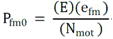 P_fm0 = (E)(e_fm) / (N_mot)